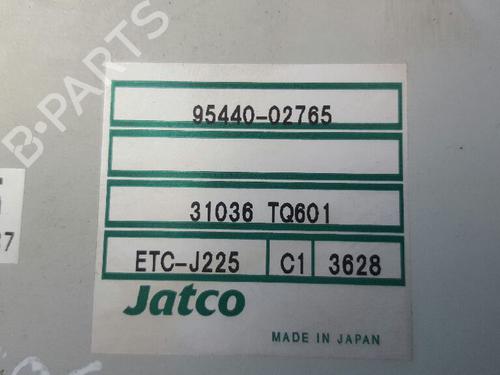 B-PARTS
95440-02765
31036 TQ601
ETC-J225 C1 3628
Jatco
MADE IN JAPAN